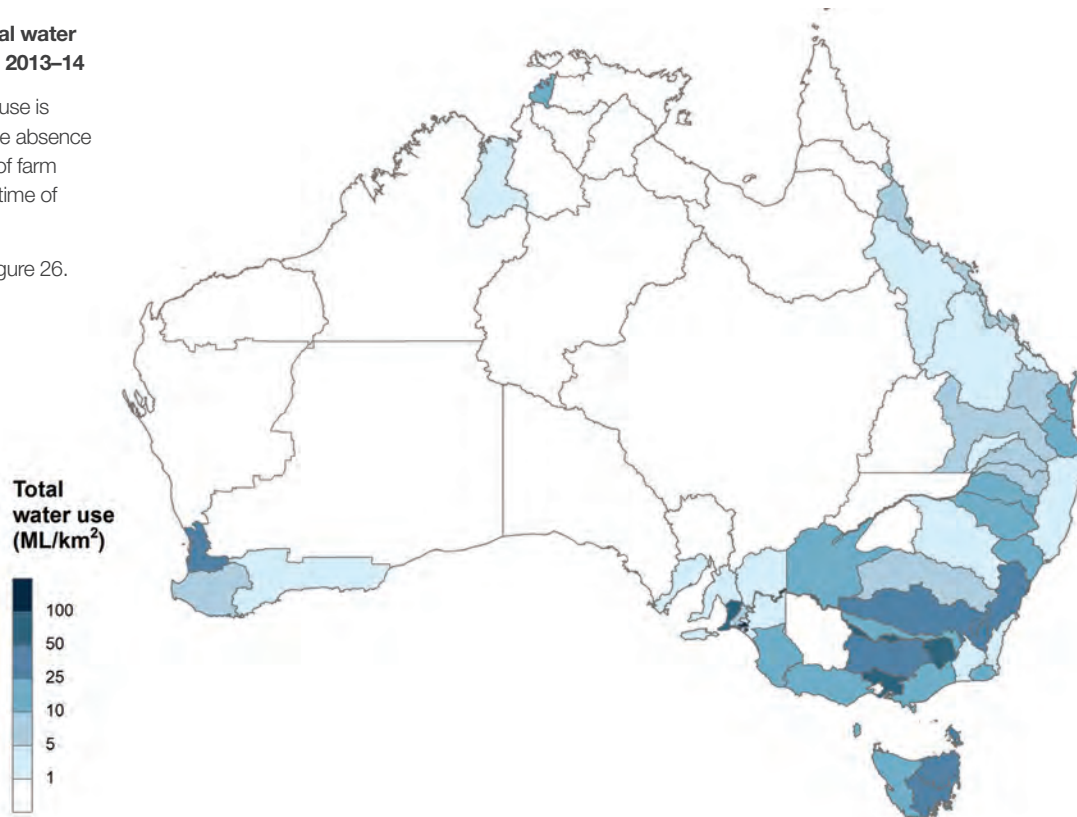 al water
2013–14
use is
e absence
of farm
time of
gure 26.
Total
water use
(ML/km²)
100
50
25
10
5
1